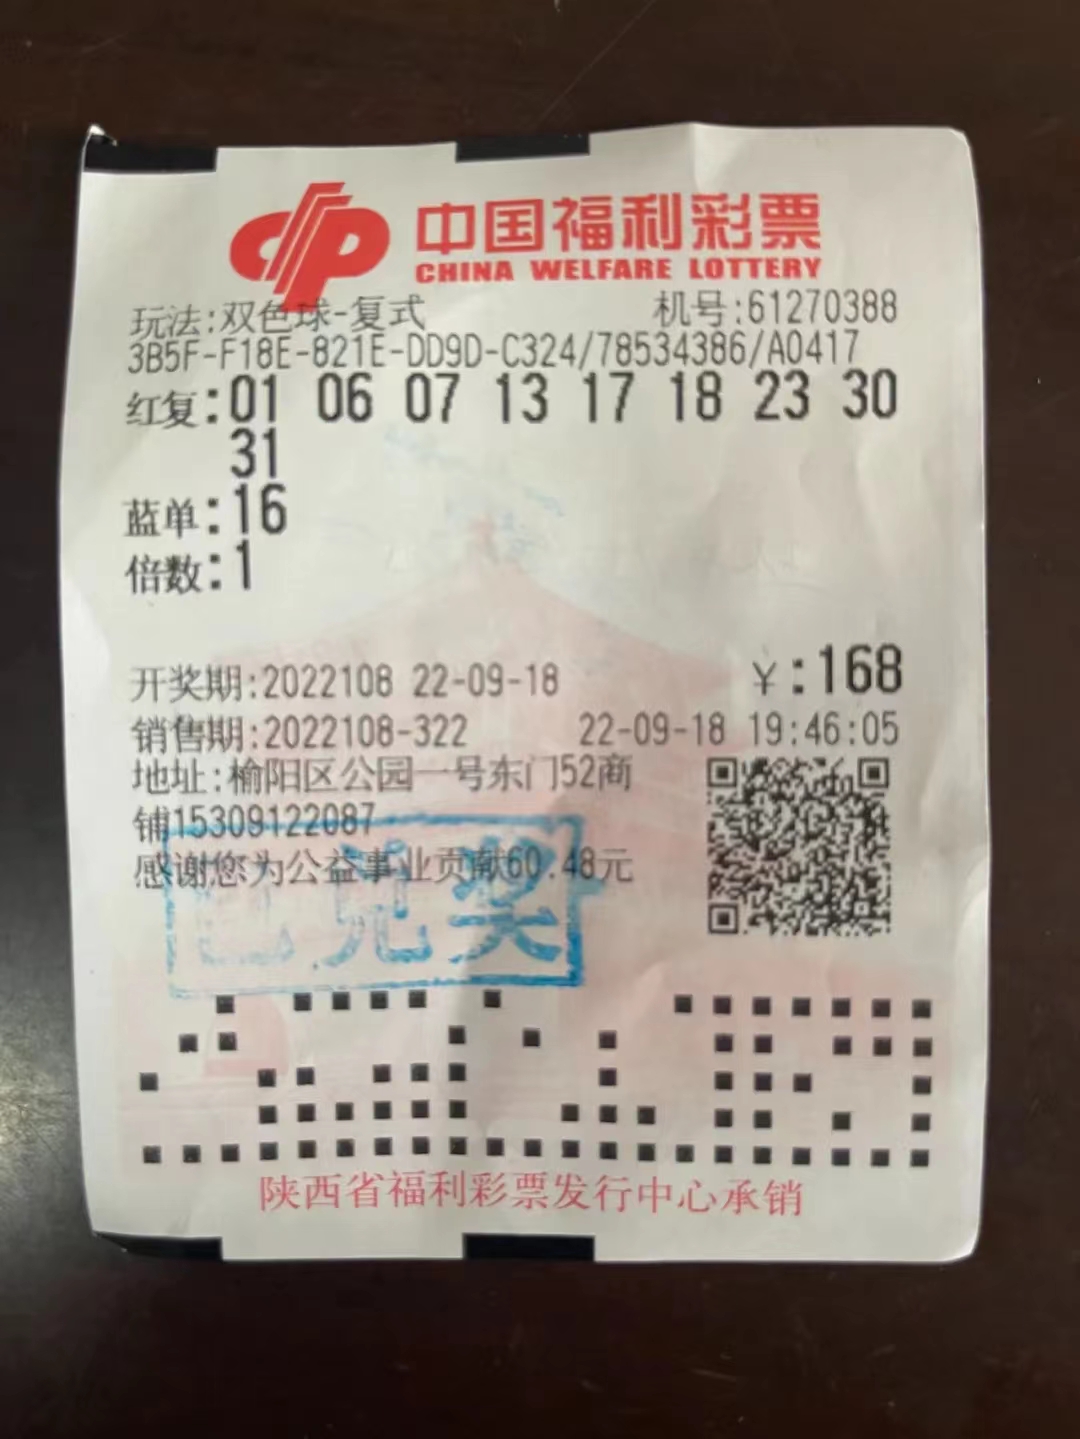 中国福利彩票
CHINA WELFARE LOTTERY
玩法:双色球-复式 机号:61270388
3B5F-F18E-821E-DD9D-C324/78534386/A0417
红复:01 06 07 13 17 18 23 30
31
蓝单:16
倍数:1
开奖期:2022108 22-09-18 ¥:168
销售期:2022108-322 22-09-18 19:46:05
地址:榆阳区公园一号东门52商
铺15309122087
感谢您为公益事业贡献60.48元
已兑奖
陕西省福利彩票发行中心承销